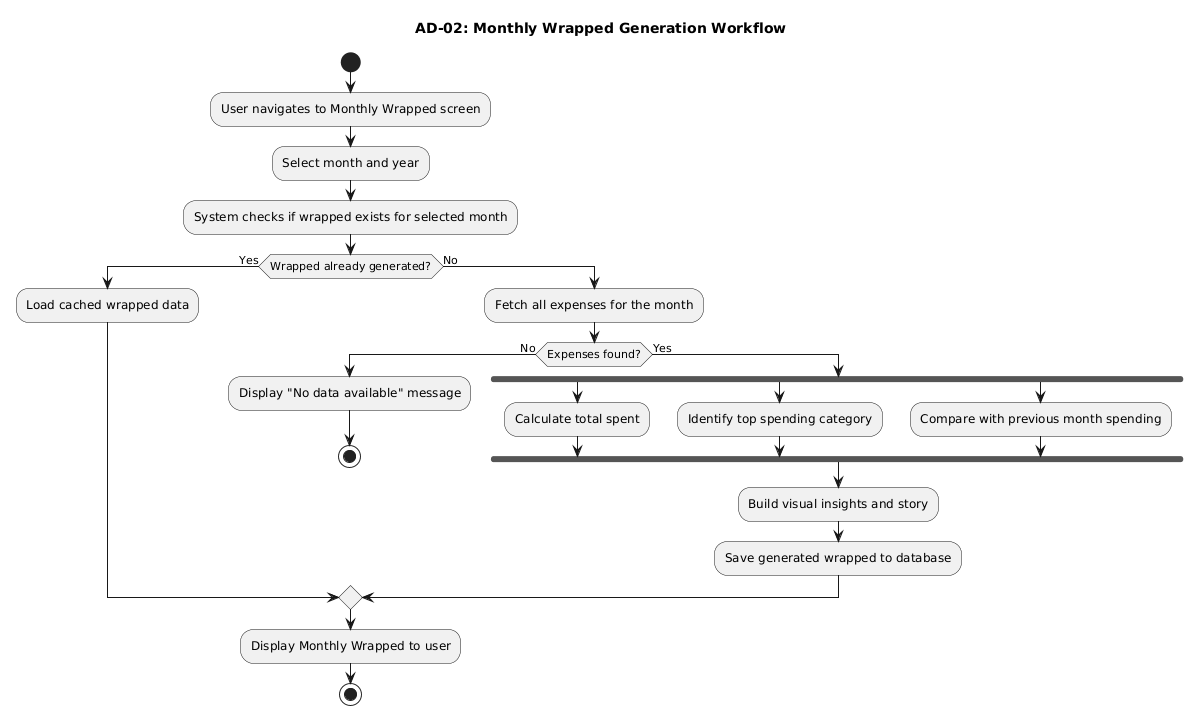 AD-02: Monthly Wrapped Generation Workflow
User navigates to Monthly Wrapped screen
Select month and year
System checks if wrapped exists for selected month
Yes
Wrapped already generated?
No
Load cached wrapped data
Fetch all expenses for the month
No
Expenses found?
Yes
Display "No data available" message
Calculate total spent
Identify top spending category
Compare with previous month spending
Build visual insights and story
Save generated wrapped to database
Display Monthly Wrapped to user